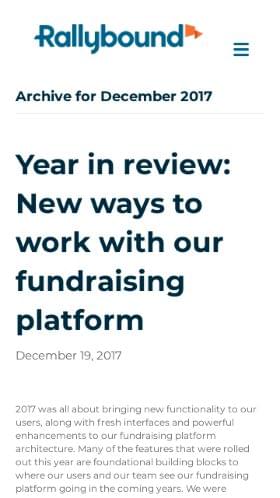 Rallybound
Archive for December 2017
Year in review:
New ways to
work with our
fundraising
platform
December 19, 2017
2017 was all about bringing new functionality to our
users, along with fresh interfaces and powerful
enhancements to our fundraising platform
architecture. Many of the features that were rolled
out this year are foundational building blocks to
where our users and our team see our fundraising
platform going in the coming years. We were